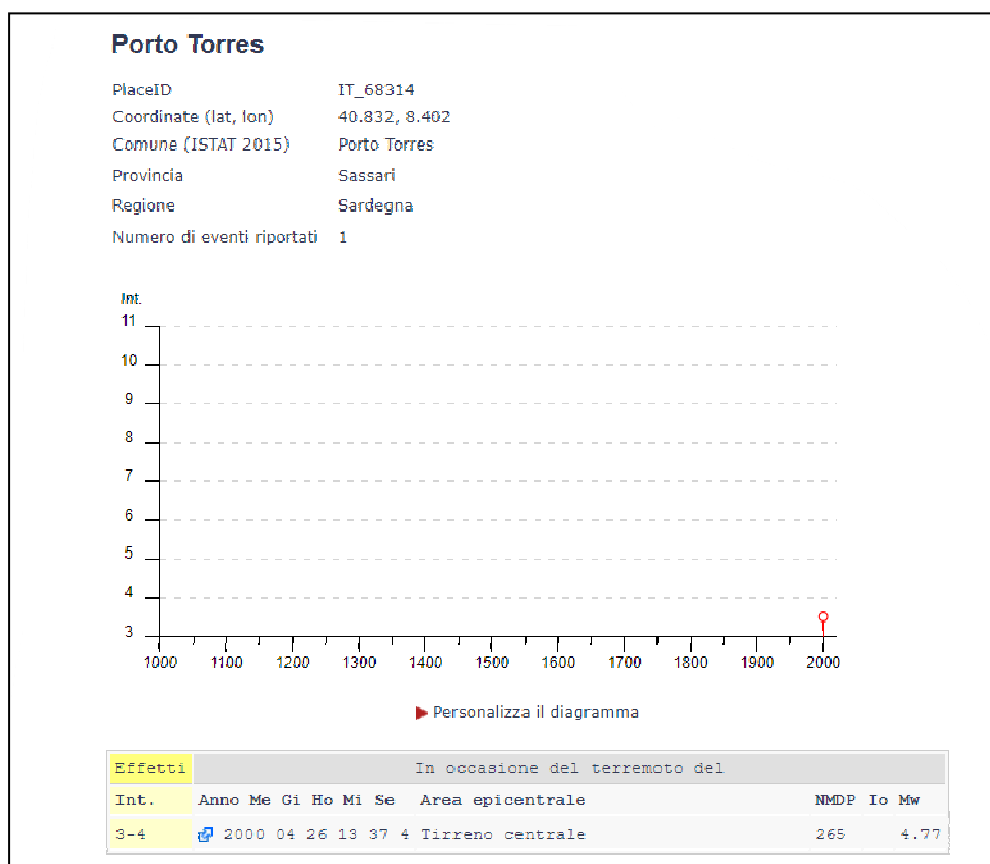 Porto Torres
PlaceID IT_68314
Coordinate (lat, lon) 40.832, 8.402
Comune (ISTAT 2015) Porto Torres
Provincia Sassari
Regione Sardegna
Numero di eventi riportati 1
Int.
11
10
9
8
7
6
5
4
3
1000 1100 1200 1300 1400 1500 1600 1700 1800 1900 2000
Personalizza il diagramma
Effetti In occasione del terremoto del
Int. Anno Me Gi Ho Mi Se Area epicentrale NMDP Io Mw
3-4 2000 04 26 13 37 4 Tirreno centrale 265 4.77